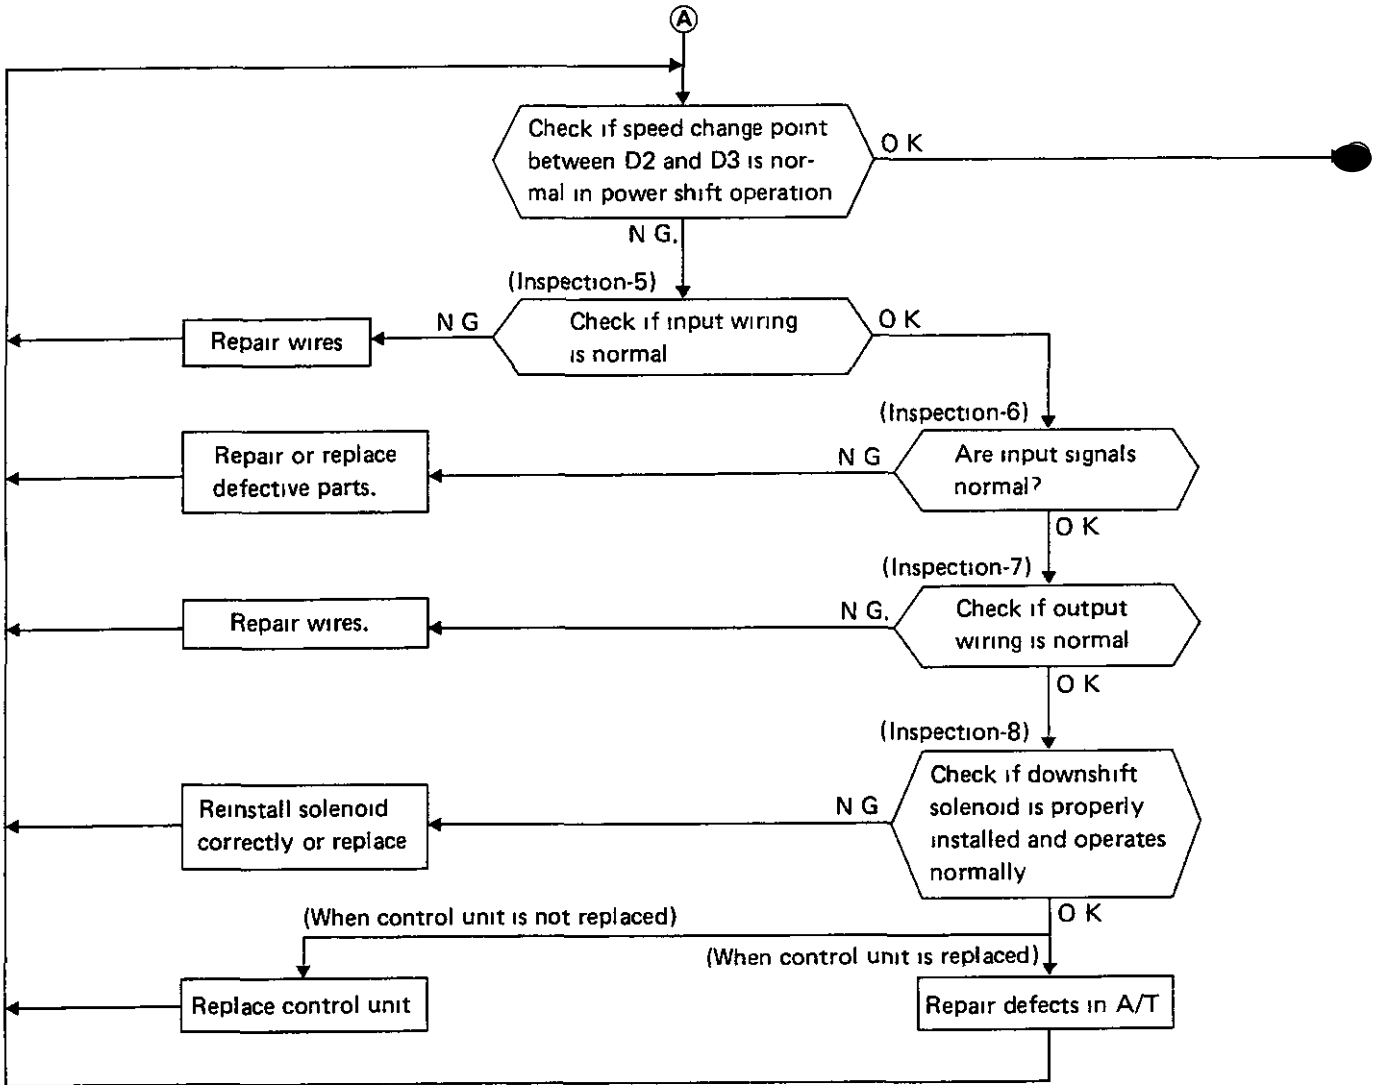 A
Check if speed change point
between D2 and D3 is nor-
mal in power shift operation
O K
N G.
(Inspection-5)
Repair wires
N G
Check if input wiring
is normal
O K
(Inspection-6)
Repair or replace
defective parts.
N G
Are input signals
normal?
O K
(Inspection-7)
Repair wires.
N G.
Check if output
wiring is normal
O K
(Inspection-8)
Reinstall solenoid
correctly or replace
N G
Check if downshift
solenoid is properly
installed and operates
normally
O K
(When control unit is not replaced)
(When control unit is replaced)
Replace control unit
Repair defects in A/T